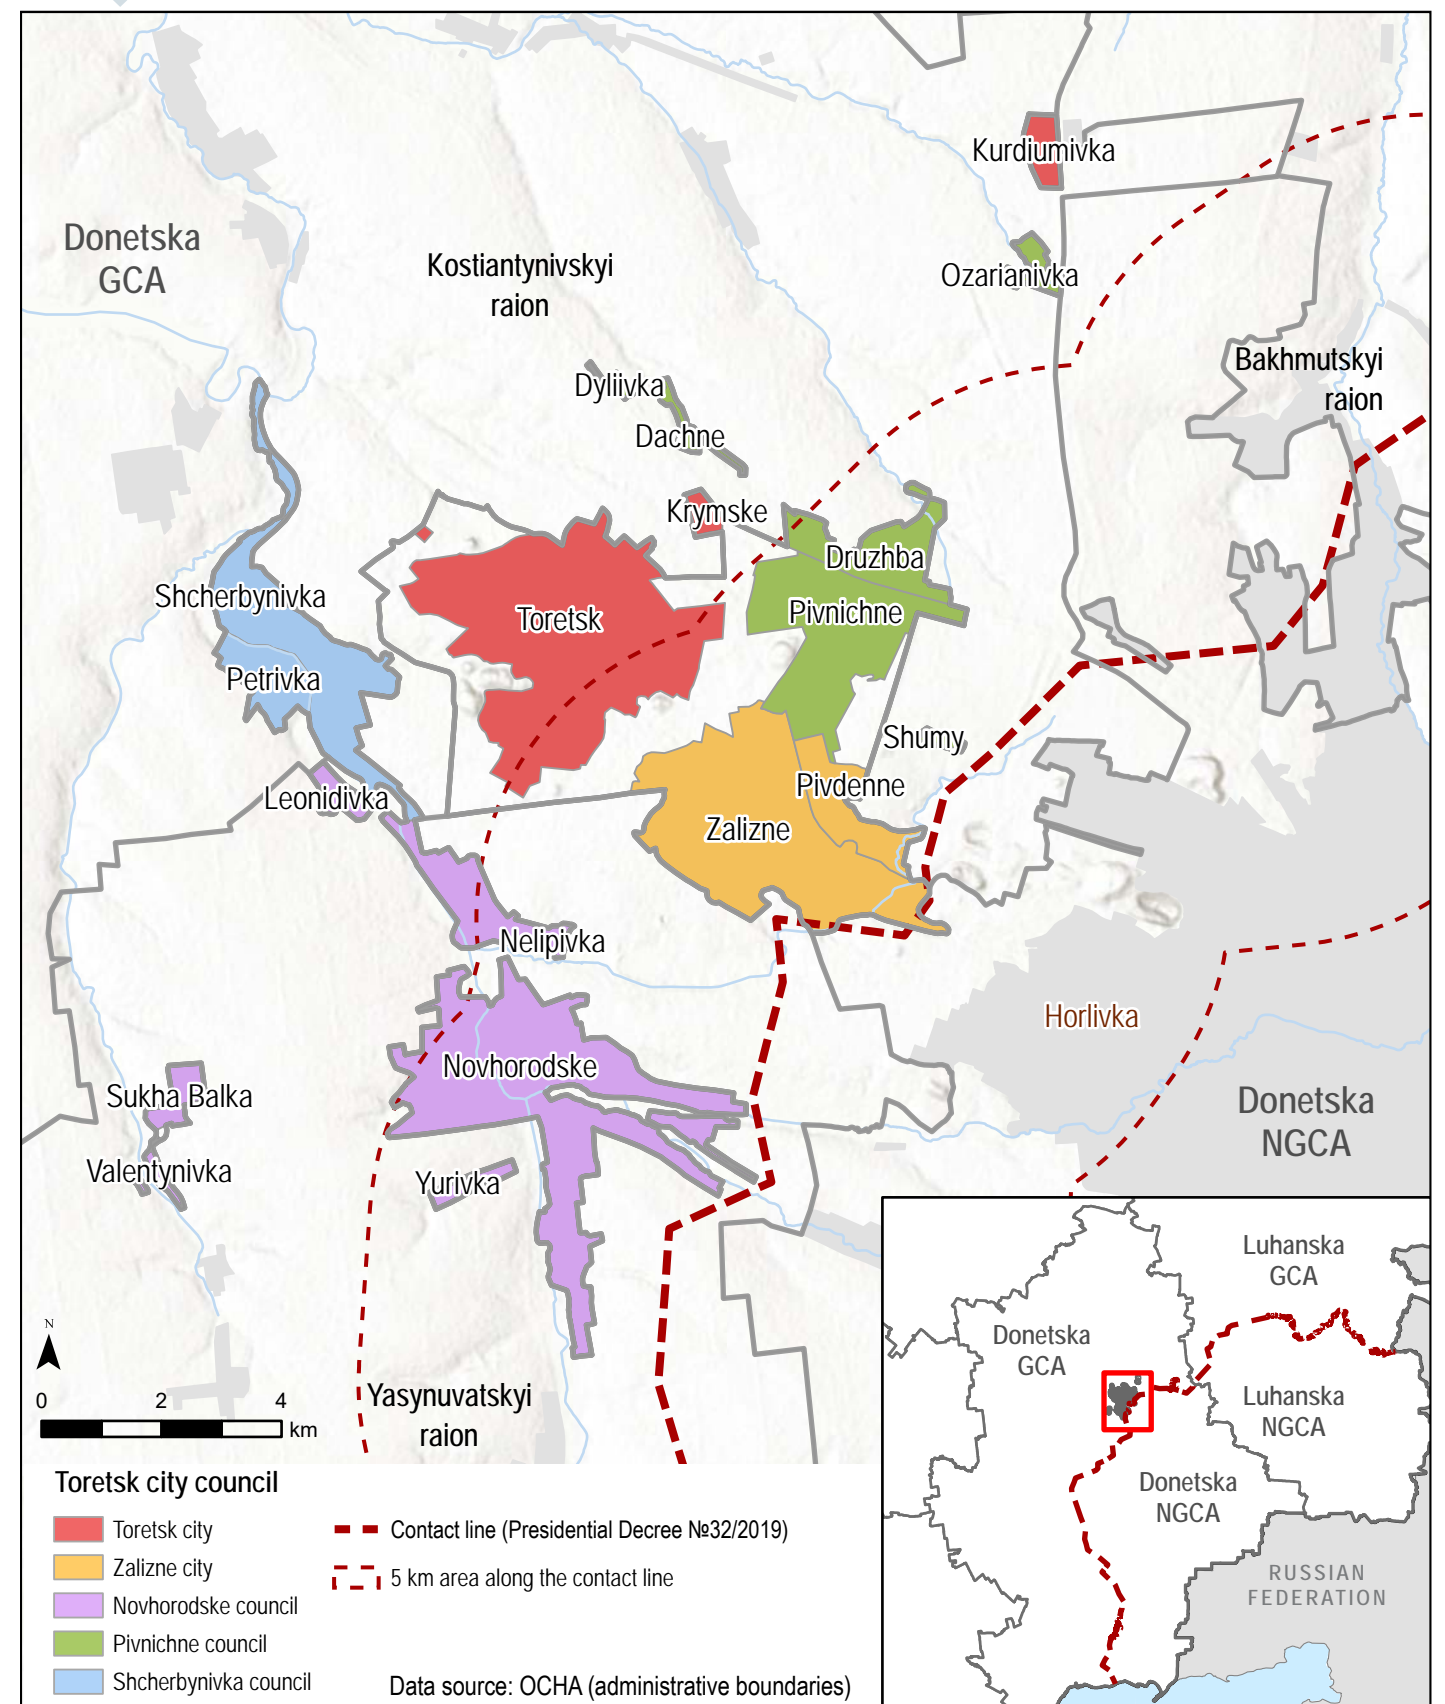 Kurdiumivka
Donetska
GCA
Kostiantynivskyi
raion
Ozarianivka
Bakhmutskyi
raion
Dyliivka
Dachne
Krymske
Druzhba
Shcherbynivka
Toretsk
Pivnichne
Petrivka
Shumy
Leonidivka
Pivdenne
Zalizne
Nelipivka
Horlivka
Novhorodske
Sukha Balka
Donetska
NGCA
Valentynivka
Yurivka
N
0 2 4
km
Yasynuvatskyi
raion
Luhanska
GCA
Donetska
GCA
Luhanska
NGCA
Donetska
NGCA
RUSSIAN
FEDERATION
Toretsk city council
Toretsk city
Zalizne city
Novhorodske council
Pivnichne council
Shcherbynivka council
Contact line (Presidential Decree №32/2019)
5 km area along the contact line
Data source: OCHA (administrative boundaries)